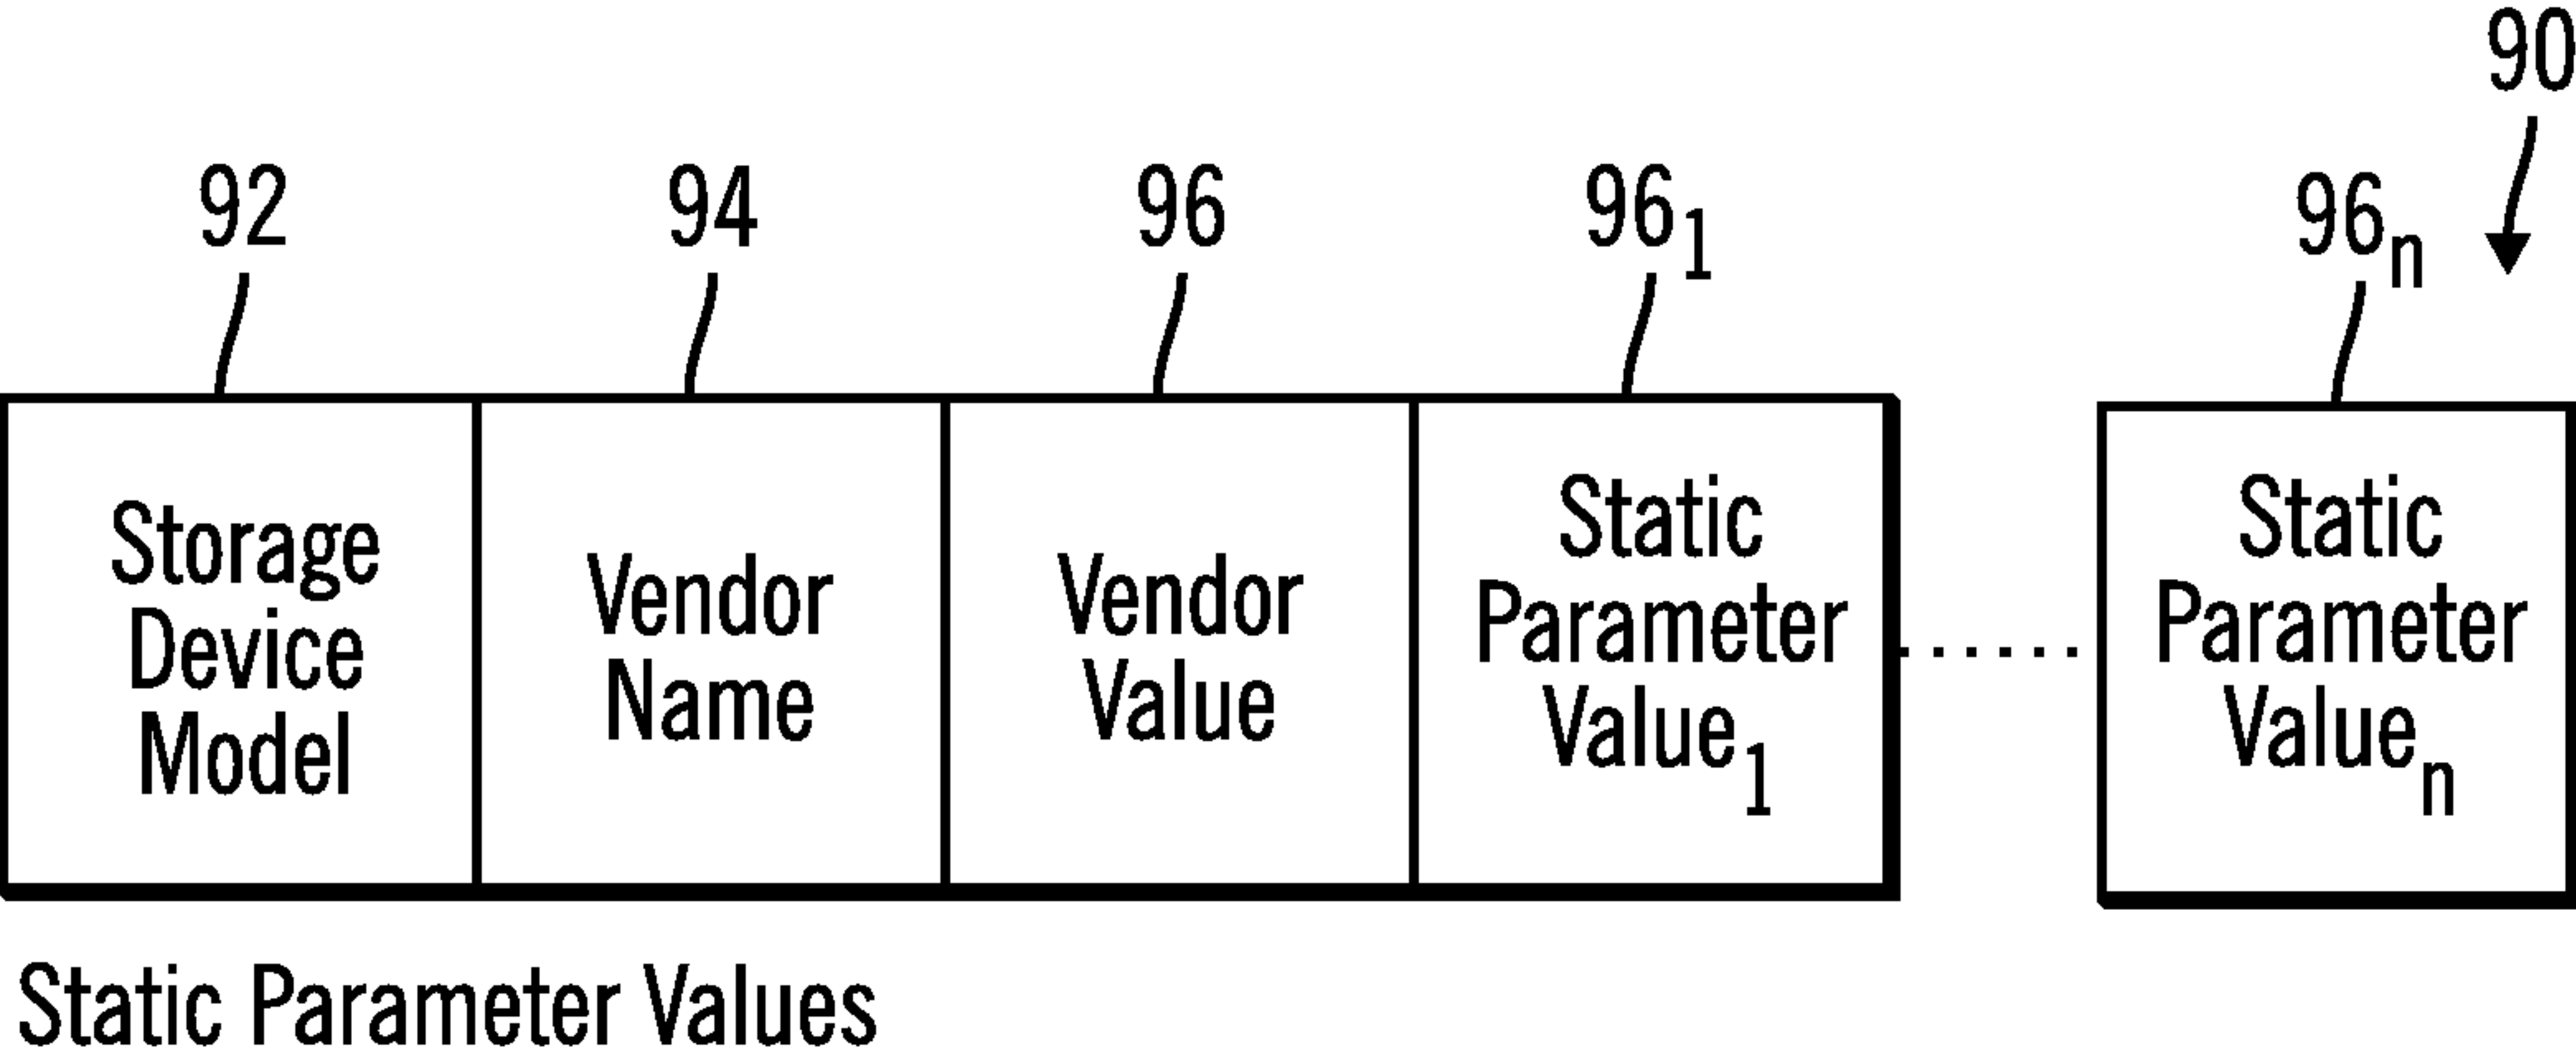 90
92 94 96 96₁ 96ₙ
Storage
Device
Model
Vendor
Name
Vendor
Value
Static
Parameter
Value₁
......
Static
Parameter
Valueₙ
Static Parameter Values